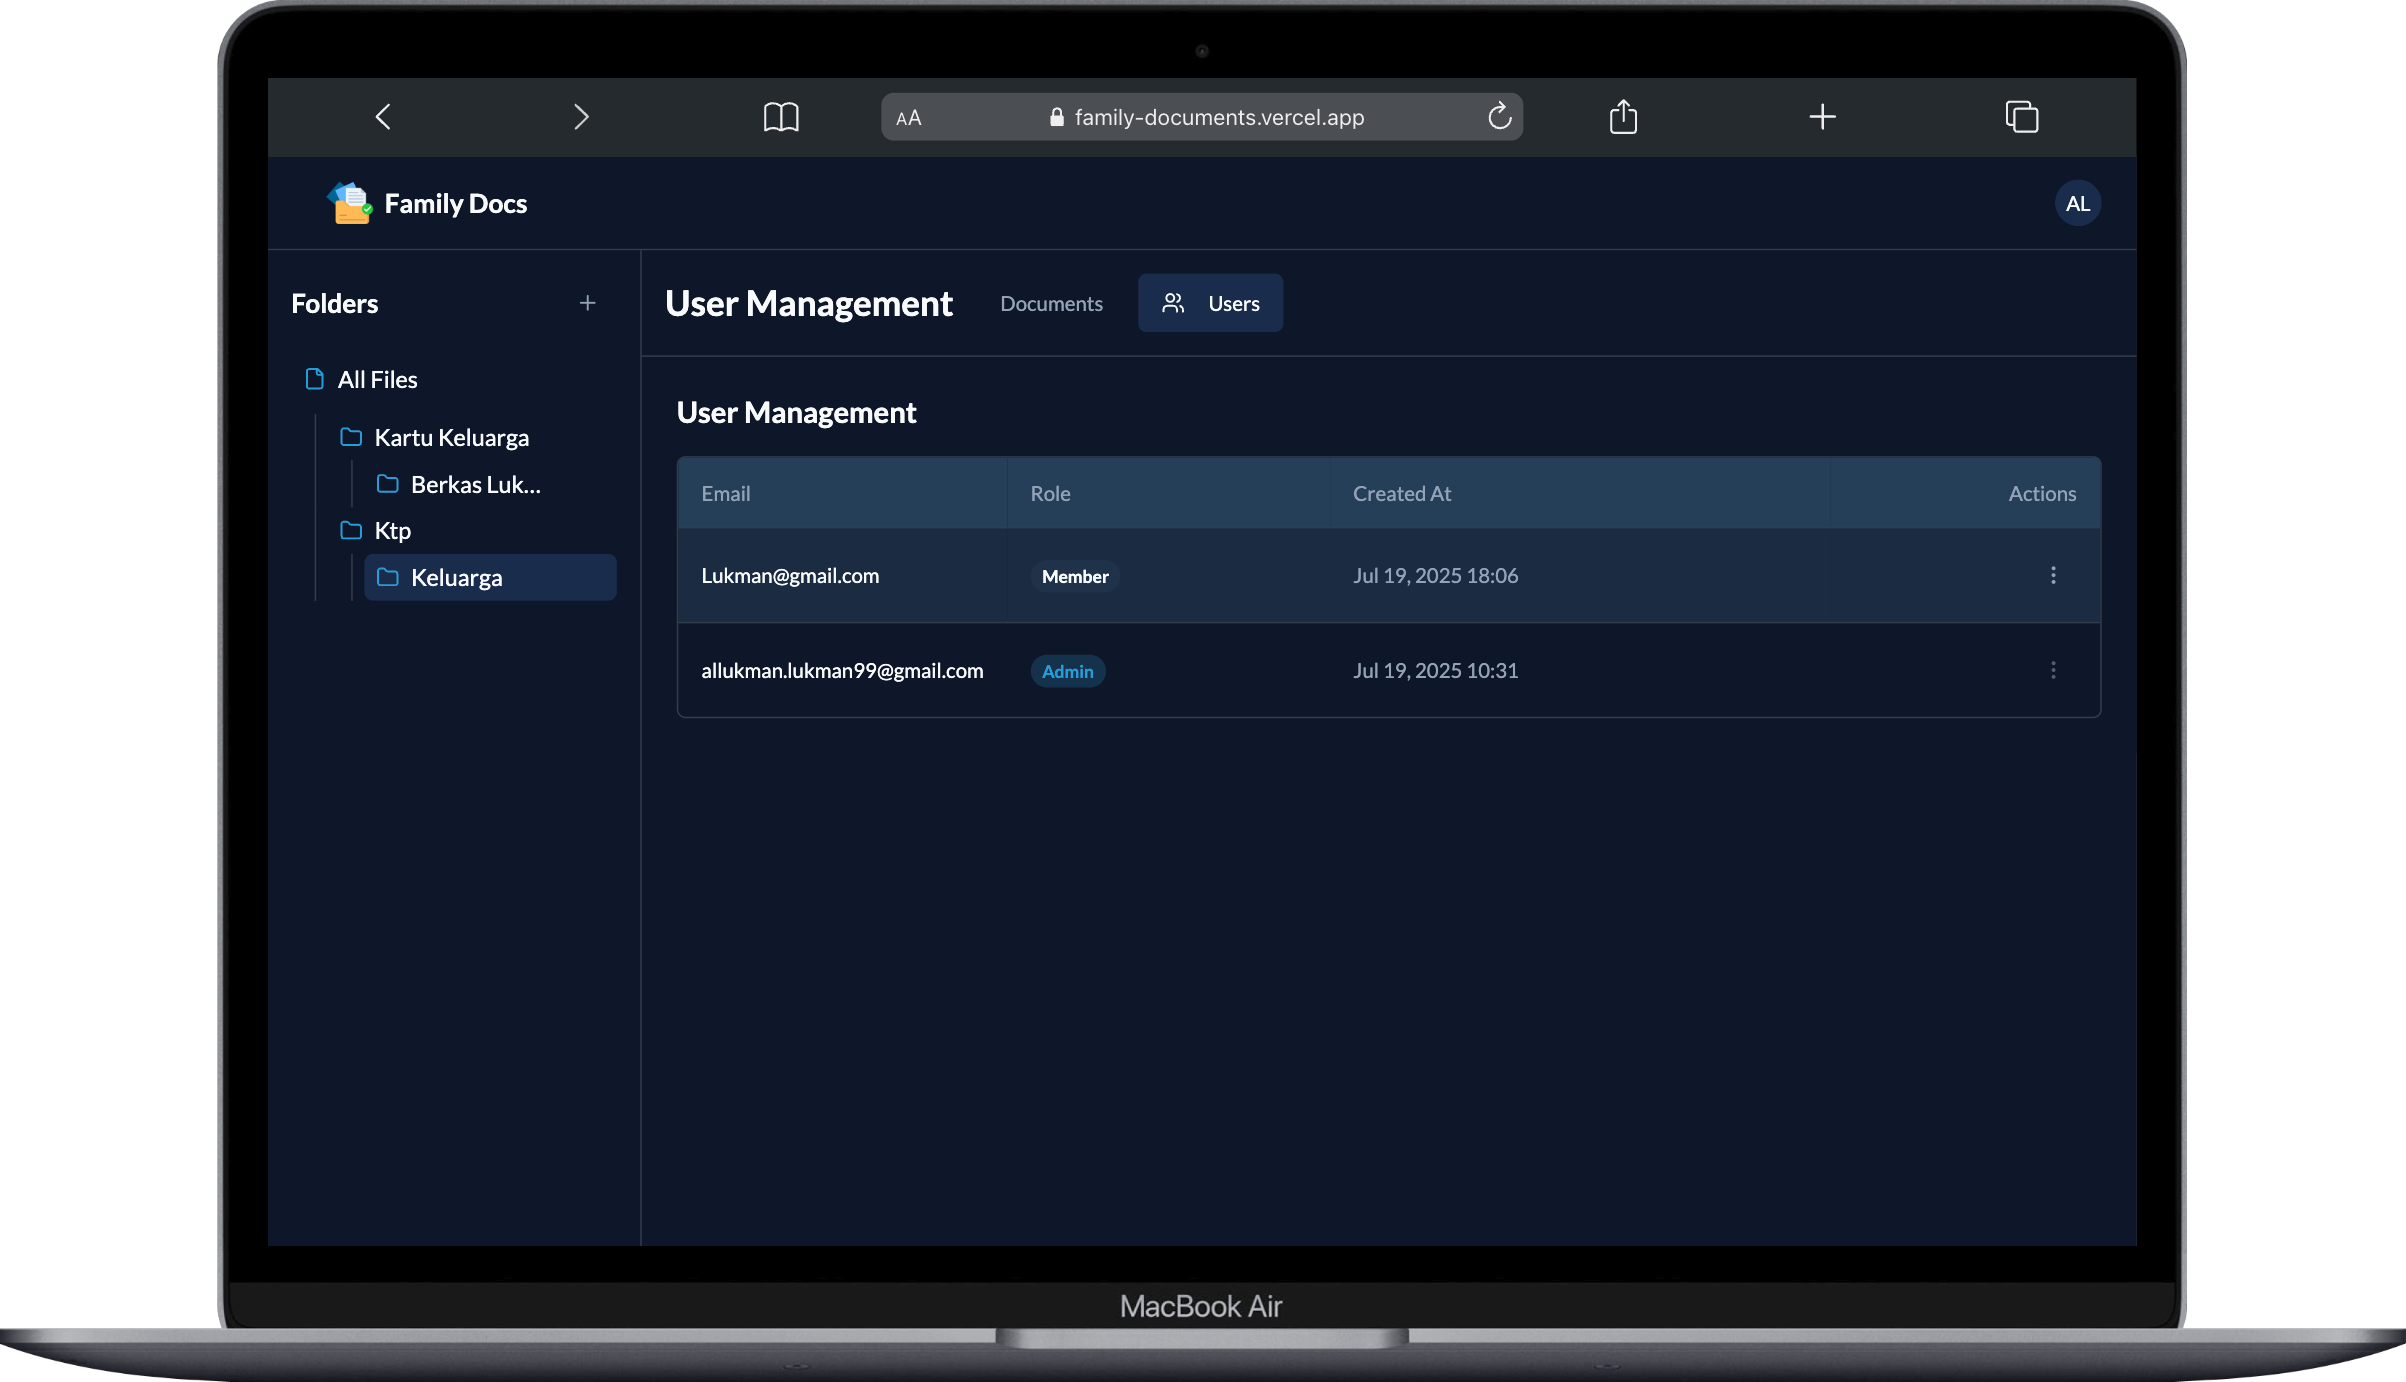 AA family-documents.vercel.app
Family Docs
AL
Folders
User Management Documents Users
All Files
Kartu Keluarga
Berkas Luk...
Ktp
Keluarga
User Management
Email Role Created At Actions
Lukman@gmail.com Member Jul 19, 2025 18:06
allukman.lukman99@gmail.com Admin Jul 19, 2025 10:31
MacBook Air